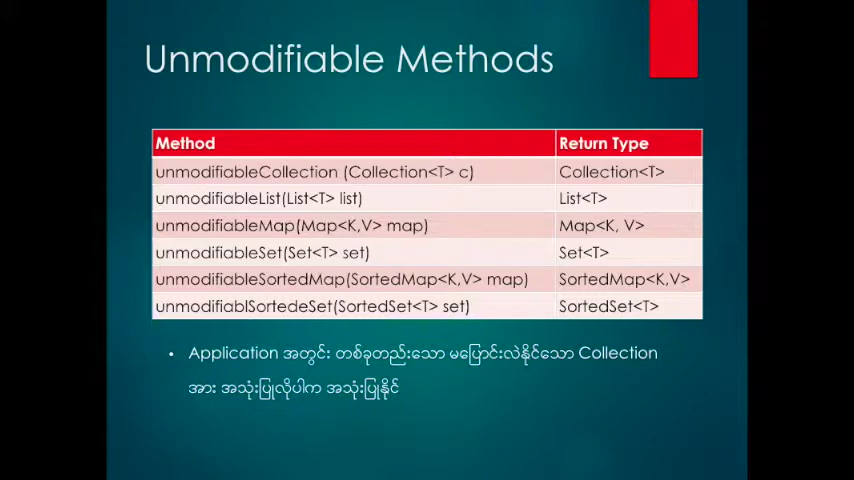 Unmodifiable Methods
Method Return Type
unmodifiableCollection (Collection<T> c) Collection<T>
unmodifiableList(List<T> list) List<T>
unmodifiableMap(Map<K,V> map) Map<K, V>
unmodifiableSet(Set<T> set) Set<T>
unmodifiableSortedMap(SortedMap<K,V> map) SortedMap<K,V>
unmodifiablSortedeSet(SortedSet<T> set) SortedSet<T>
• Application အတွင်း တစ်ခုတည်းသော မပြောင်းလဲနိုင်သော Collection
အား အသုံးပြုလိုပါက အသုံးပြုနိုင်